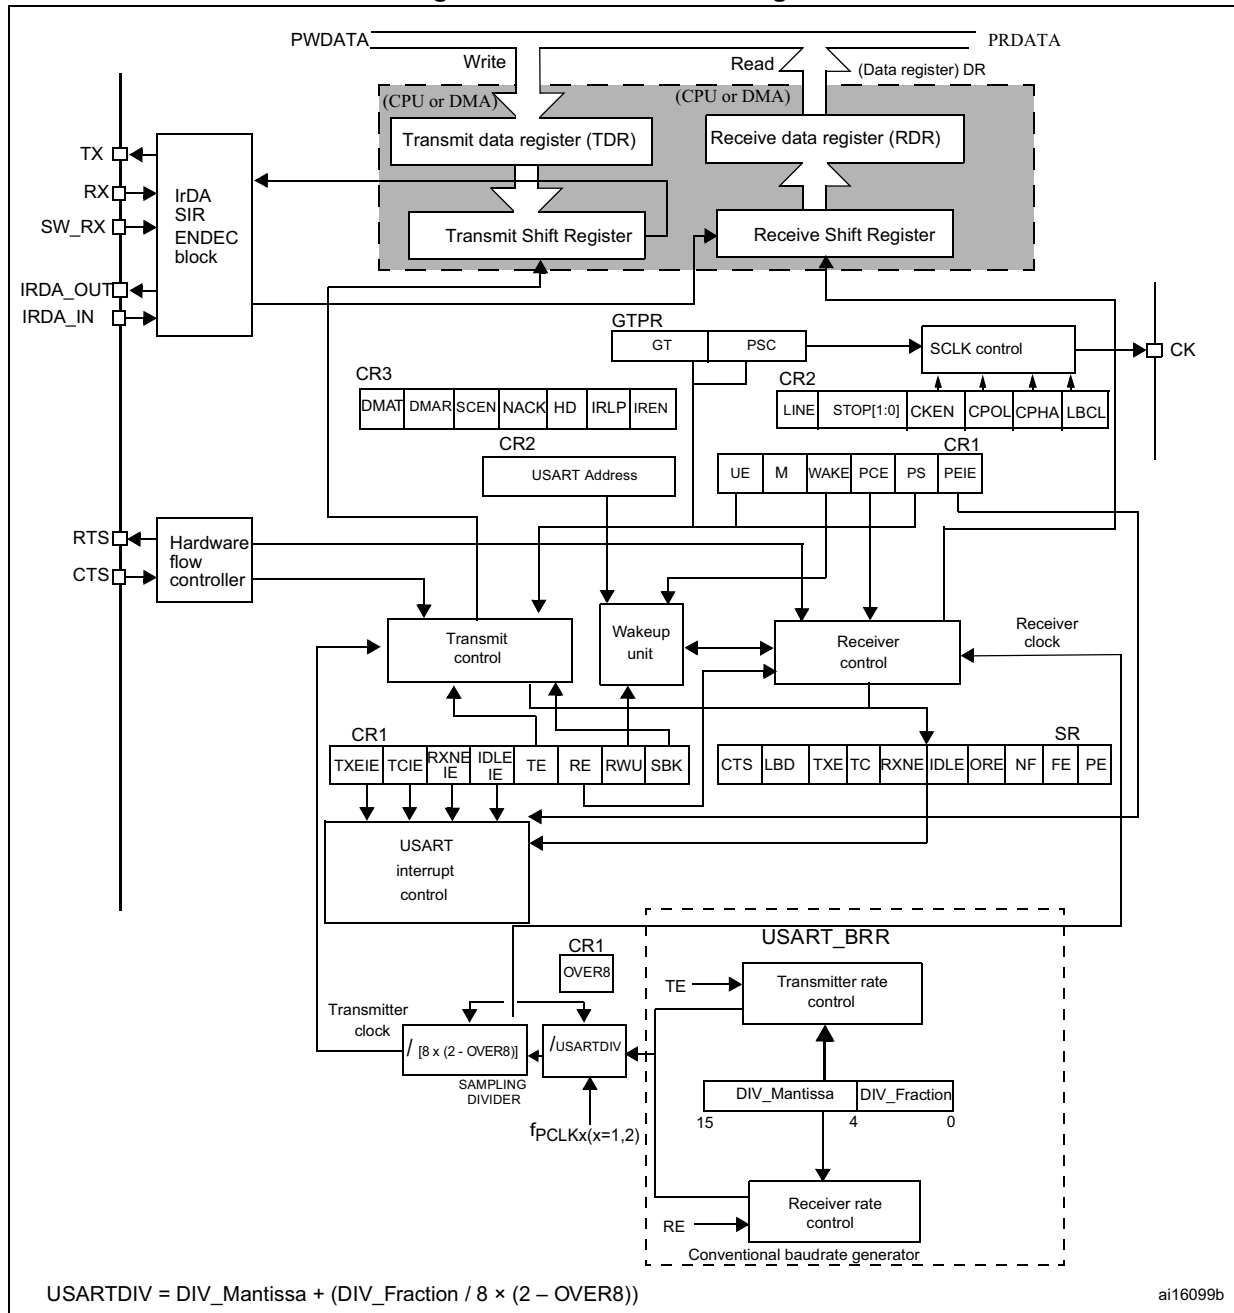 PWDATA
PRDATA
Write
Read
(Data register) DR
(CPU or DMA)
(CPU or DMA)
Transmit data register (TDR)
Receive data register (RDR)
TX
RX
SW_RX
IRDA_OUT
IRDA_IN
IrDA
SIR
ENDEC
block
Transmit Shift Register
Receive Shift Register
GTPR
GT
PSC
SCLK control
CK
CR3
DMAT
DMAR
SCEN
NACK
HD
IRLP
IREN
CR2
LINE
STOP[1:0]
CKEN
CPOL
CPHA
LBCL
CR2
USART Address
CR1
UE
M
WAKE
PCE
PS
PEIE
RTS
CTS
Hardware
flow
controller
Transmit
control
Wakeup
unit
Receiver
control
Receiver
clock
CR1
TXEIE
TCIE
RXNE
IE
IDLE
IE
TE
RE
RWU
SBK
SR
CTS
LBD
TXE
TC
RXNE
IDLE
ORE
NF
FE
PE
USART
interrupt
control
USART_BRR
CR1
OVER8
TE
Transmitter rate
control
Transmitter
clock
/ [8 x (2 - OVER8)]
/USARTDIV
SAMPLING
DIVIDER
fPCLKx(x=1,2)
DIV_Mantissa
DIV_Fraction
15
4
0
RE
Receiver rate
control
Conventional baudrate generator
USARTDIV = DIV_Mantissa + (DIV_Fraction / 8 × (2 – OVER8))
ai16099b